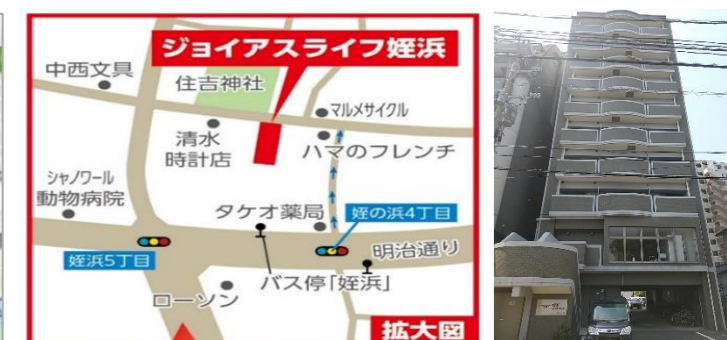 ジョイアスライフ姪浜
中西文具
住吉神社
マルメサイクル
清水
時計店
ハマのフレンチ
シャノワール
動物病院
タケオ薬局
姪の浜4丁目
姪浜5丁目
明治通り
バス停「姪浜」
ローソン
拡大図